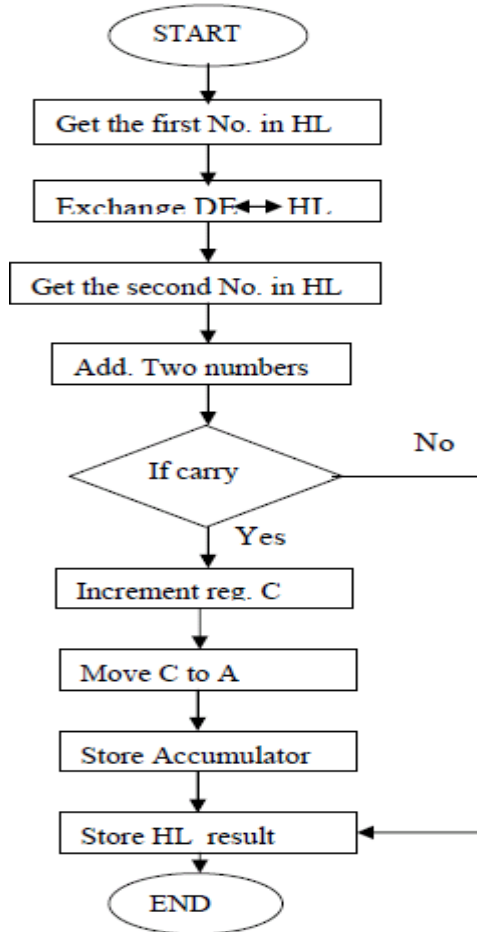 START
Get the first No. in HL
Exchange DE HL
Get the second No. in HL
Add. Two numbers
If carry
No
Yes
Increment reg. C
Move C to A
Store Accumulator
Store HL result
END